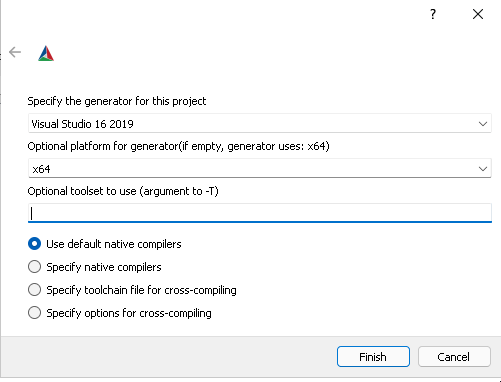 ?
Specify the generator for this project
Visual Studio 16 2019
Optional platform for generator(if empty, generator uses: x64)
x64
Optional toolset to use (argument to -T)
Use default native compilers
Specify native compilers
Specify toolchain file for cross-compiling
Specify options for cross-compiling
Finish Cancel